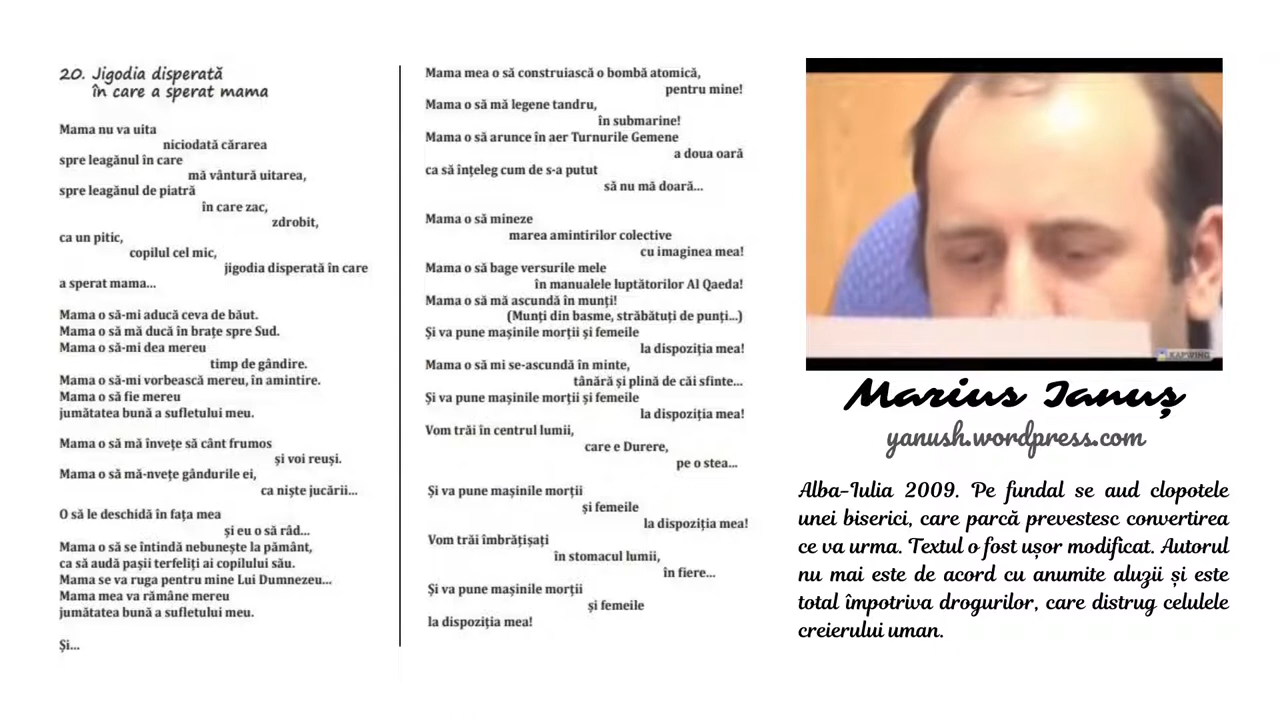 20. Jigodia disperată
în care a sperat mama
Mama nu va uita
niciodată cărarea
spre leagănul în care
mă vântură uitarea,
spre leagănul de piatră
în care zac,
zdrobit,
ca un pitic,
copilul cel mic,
jigodia disperată în care
a sperat mama...
Mama o să-mi aducă ceva de băut.
Mama o să mă ducă în brațe spre Sud.
Mama o să-mi dea mereu
timp de gândire.
Mama o să-mi vorbească mereu, în amintire.
Mama o să fie mereu
jumătatea bună a sufletului meu.
Mama o să mă învețe să cânt frumos
și voi reuși.
Mama o să mă-nvețe gândurile ei,
ca niște jucării...
O să le deschidă în fața mea
și eu o să râd...
Mama o să se întindă nebunește la pământ,
ca să audă pașii terfeliți ai copilului său.
Mama se va ruga pentru mine Lui Dumnezeu...
Mama mea va rămâne mereu
jumătatea bună a sufletului meu.
Și...
Mama mea o să construiască o bombă atomică,
pentru mine!
Mama o să mă legene tandru,
în submarine!
Mama o să arunce în aer Turnurile Gemene
a doua oară
ca să înțeleg cum de s-a putut
să nu mă doară...
Mama o să mineze
marea amintirilor colective
cu imaginea mea!
Mama o să bage versurile mele
în manualele luptătorilor Al Qaeda!
Mama o să mă ascundă în munți!
(Munți din basme, străbătuți de punți...)
Și va pune mașinile morții și femeile
la dispoziția mea!
Mama o să mi se-ascundă în minte,
tânără și plină de căi sfinte...
Și va pune mașinile morții și femeile
la dispoziția mea!
Vom trăi în centrul lumii,
care e Durere,
pe o stea...
Și va pune mașinile morții
și femeile
la dispoziția mea!
Vom trăi îmbrățișați
în stomacul lumii,
în fiere...
Și va pune mașinile morții
și femeile
la dispoziția mea!
KAPWING
Marius Ianuș
yanush.wordpress.com
Alba-Iulia 2009. Pe fundal se aud clopotele
unei biserici, care parcă prevestesc convertirea
ce va urma. Textul o fost ușor modificat. Autorul
nu mai este de acord cu anumite aluzii și este
total împotriva drogurilor, care distrug celulele
creierului uman.